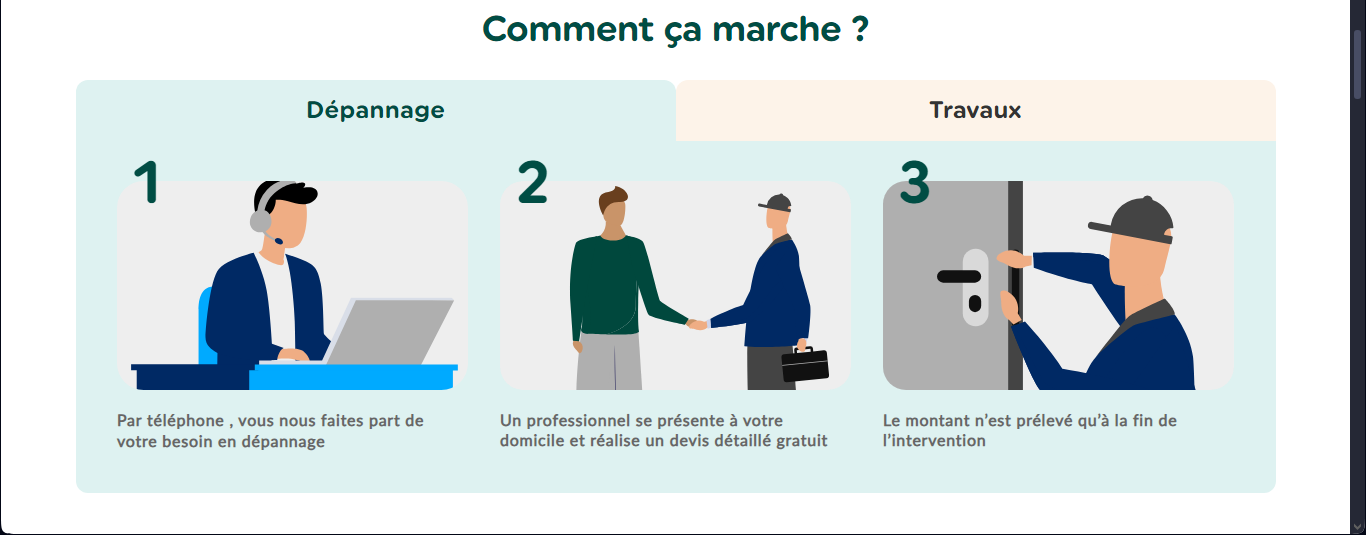 Comment ça marche ?
Dépannage
Travaux
1
2
3
Par téléphone , vous nous faites part de
votre besoin en dépannage
Un professionnel se présente à votre
domicile et réalise un devis détaillé gratuit
Le montant n’est prélevé qu’à la fin de
l’intervention